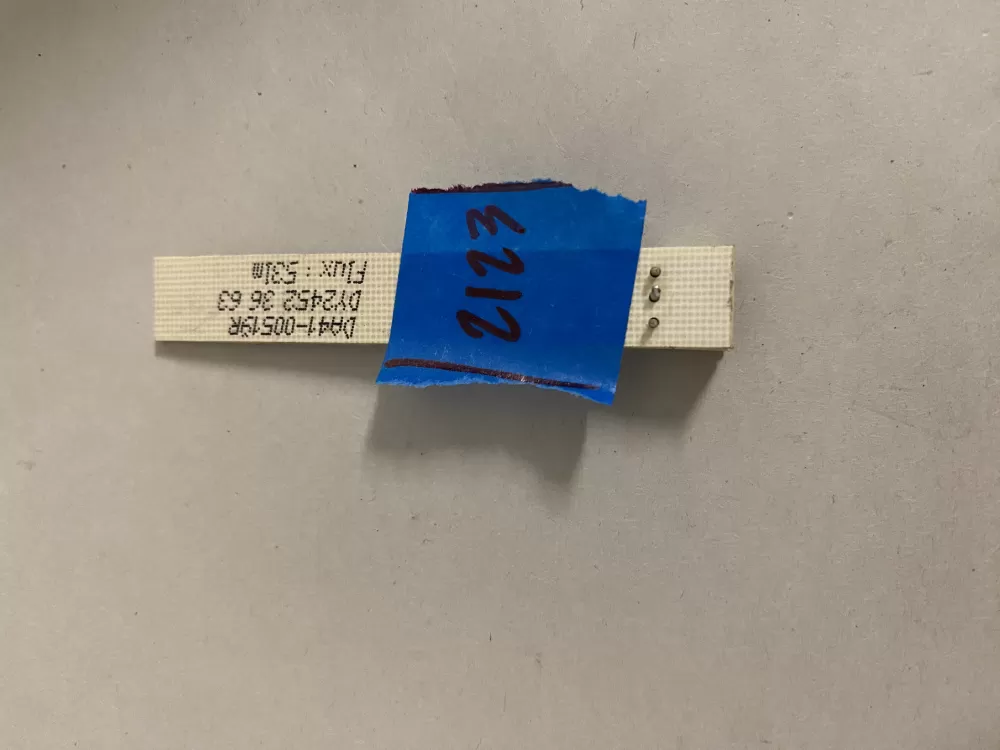 DA41-00519R
DY2452 36 63
Flux : 53lm
2123